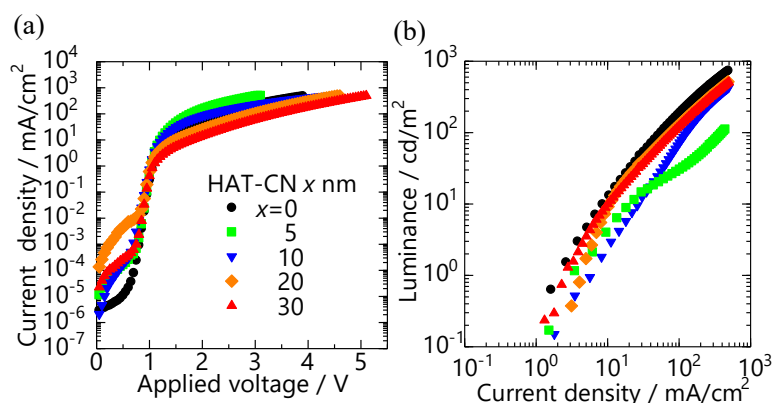 (a)
10^4
10^3
10^2
10^1
10^0
10^-1
10^-2
10^-3
10^-4
10^-5
10^-6
Current density / mA/cm^2
HAT-CN x nm
x=0
5
10
20
30
0 1 2 3 4 5
Applied voltage / V
(b)
10^3
10^2
10^1
10^0
10^-1
Luminance / cd/m^2
10^-1 10^0 10^1 10^2 10^3
Current density / mA/cm^2